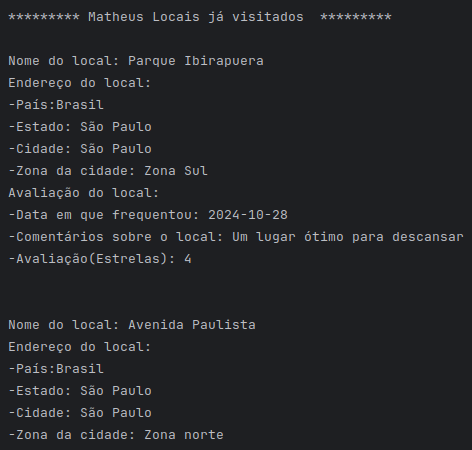 ********* Matheus Locais já visitados  *********
Nome do local: Parque Ibirapuera
Endereço do local:
-País:Brasil
-Estado: São Paulo
-Cidade: São Paulo
-Zona da cidade: Zona Sul
Avaliação do local:
-Data em que frequentou: 2024-10-28
-Comentários sobre o local: Um lugar ótimo para descansar
-Avaliação(Estrelas): 4
Nome do local: Avenida Paulista
Endereço do local:
-País:Brasil
-Estado: São Paulo
-Cidade: São Paulo
-Zona da cidade: Zona norte